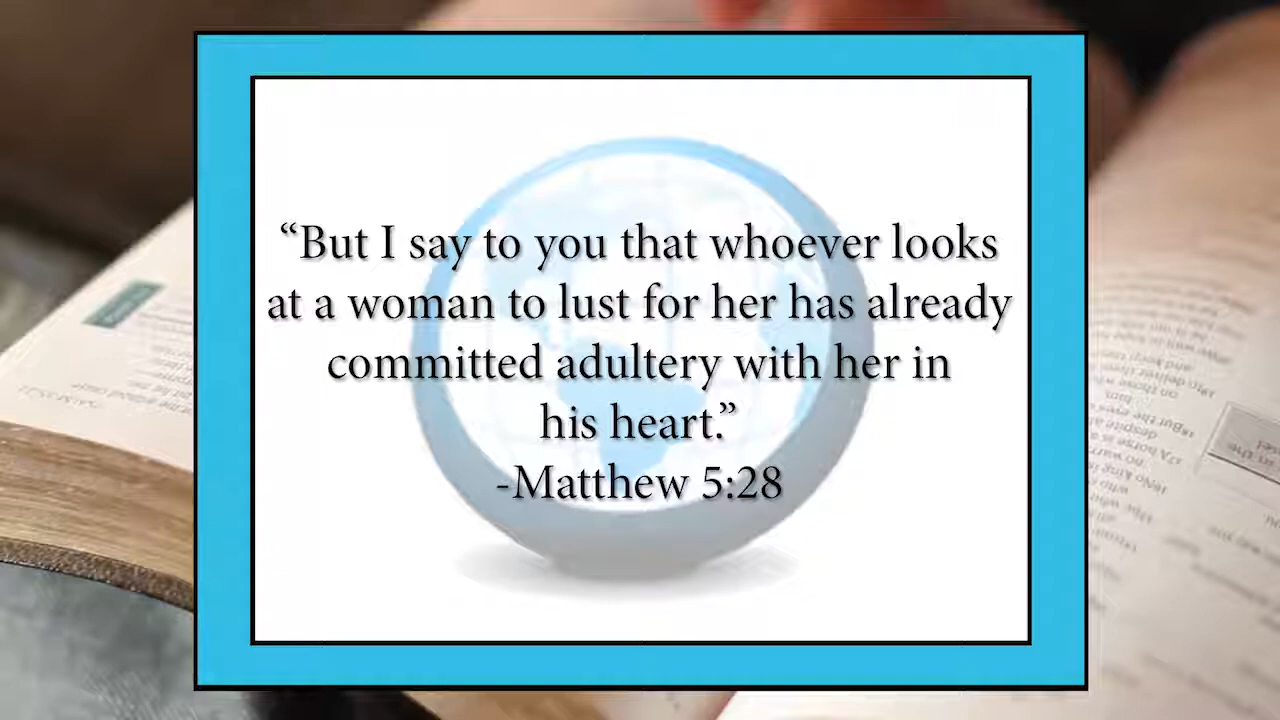 “But I say to you that whoever looks
at a woman to lust for her has already
committed adultery with her in
his heart.”
-Matthew 5:28